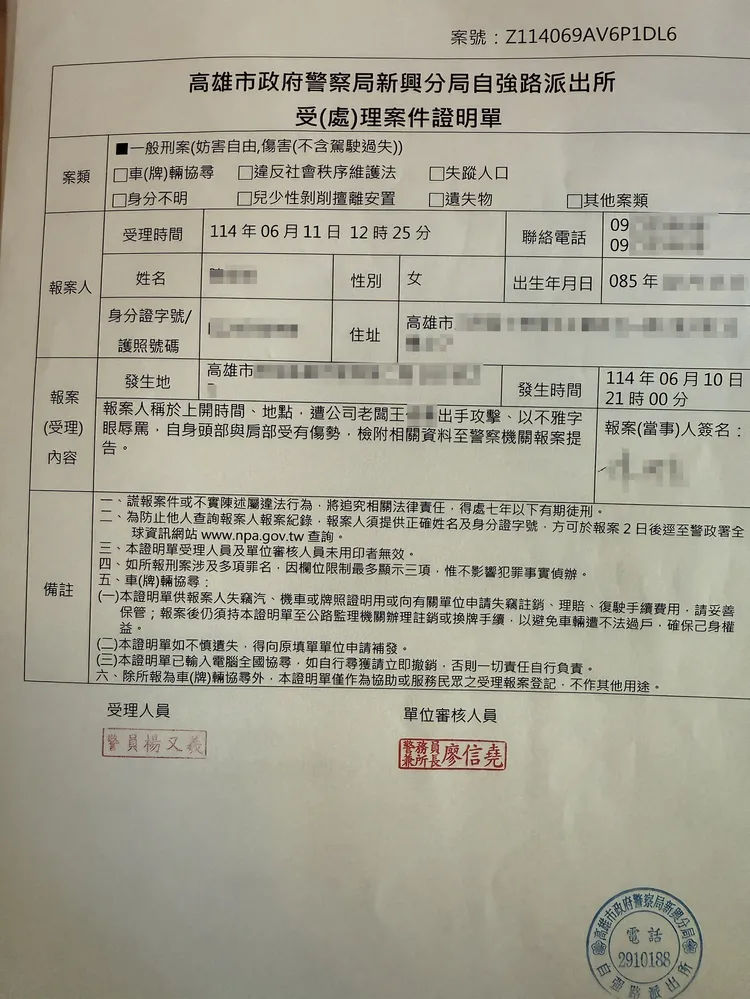 案號：Z114069AV6P1DL6
高雄市政府警察局新興分局自強路派出所
受(處)理案件證明單
案類
■一般刑案(妨害自由,傷害(不含駕駛過失))
□車(牌)輛協尋 □違反社會秩序維護法 □失蹤人口
□身分不明 □兒少性剝削擅離安置 □遺失物 □其他案類
報案人
受理時間 114 年 06 月 11 日 12 時 25 分 聯絡電話 09
09
姓名 性別 女 出生年月日 085 年
身分證字號/
護照號碼
住址 高雄市
報案
(受理)
內容
發生地 高雄市
發生時間 114 年 06 月 10 日
21 時 00 分
報案人稱於上開時間、地點，遭公司老闆王 出手攻擊、以不雅字
眼辱罵，自身頭部與肩部受有傷勢，檢附相關資料至警察機關報案提
告。
報案(當事)人簽名：
備註
一、謊報案件或不實陳述屬違法行為，將追究相關法律責任，得處七年以下有期徒刑。
二、為防止他人查詢報案人報案紀錄，報案人須提供正確姓名及身分證字號，方可於報案 2 日後逕至警政署全
球資訊網站 www.npa.gov.tw 查詢。
三、本證明單受理人員及單位審核人員未用印者無效。
四、如所報刑案涉及多項罪名，因欄位限制最多顯示三項，惟不影響犯罪事實偵辦。
五、車(牌)輛協尋：
(一)本證明單供報案人失竊汽、機車或牌照證明用或向有關單位申請失竊註銷、理賠、復駛手續費用，請妥善
保管；報案後仍須持本證明單至公路監理機關辦理註銷或換牌手續，以避免車輛遭不法過戶，確保己身權
益。
(二)本證明單如不慎遺失，得向原填單單位申請補發。
(三)本證明單已輸入電腦全國協尋，如自行尋獲請立即撤銷，否則一切責任自行負責。
六、除所報為車(牌)輛協尋外，本證明單僅作為協助或服務民眾之受理報案登記，不作其他用途。
受理人員 單位審核人員
警員楊又義
警務員
兼所長廖信堯
高雄市政府警察局新興分局
電話
2910188
自強路派出所